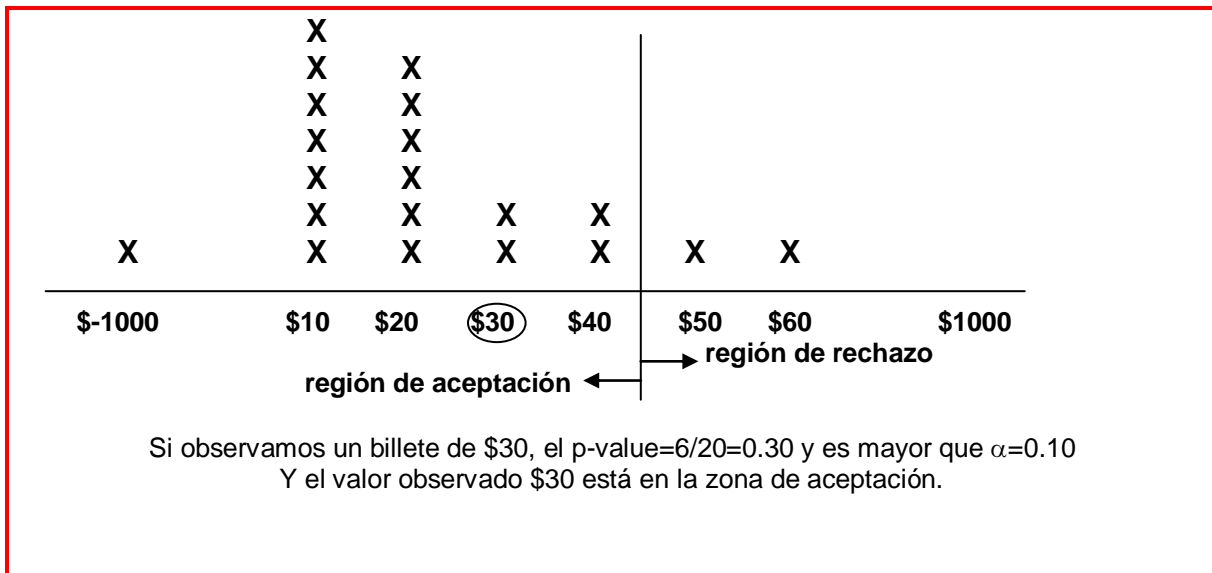 X
X X
X X
X X
X X
X X X X
X X X X X X X
$-1000 $10 $20 $30 $40 $50 $60 $1000
región de rechazo
región de aceptación
Si observamos un billete de $30, el p-value=6/20=0.30 y es mayor que α=0.10
Y el valor observado $30 está en la zona de aceptación.